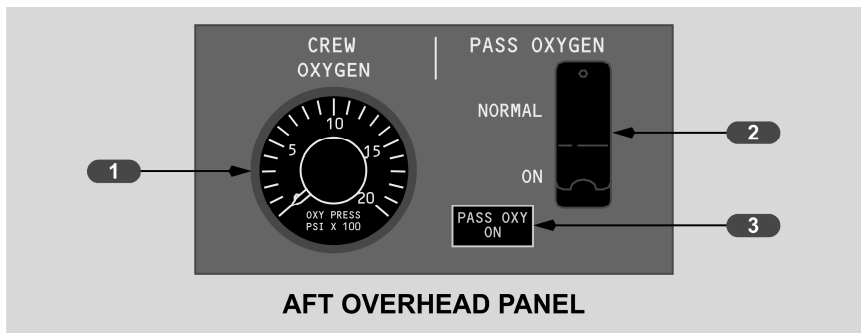 CREW
OXYGEN
PASS OXYGEN
NORMAL
ON
0
5
10
15
20
OXY PRESS
PSI X 100
PASS OXY
ON
1
2
3
AFT OVERHEAD PANEL